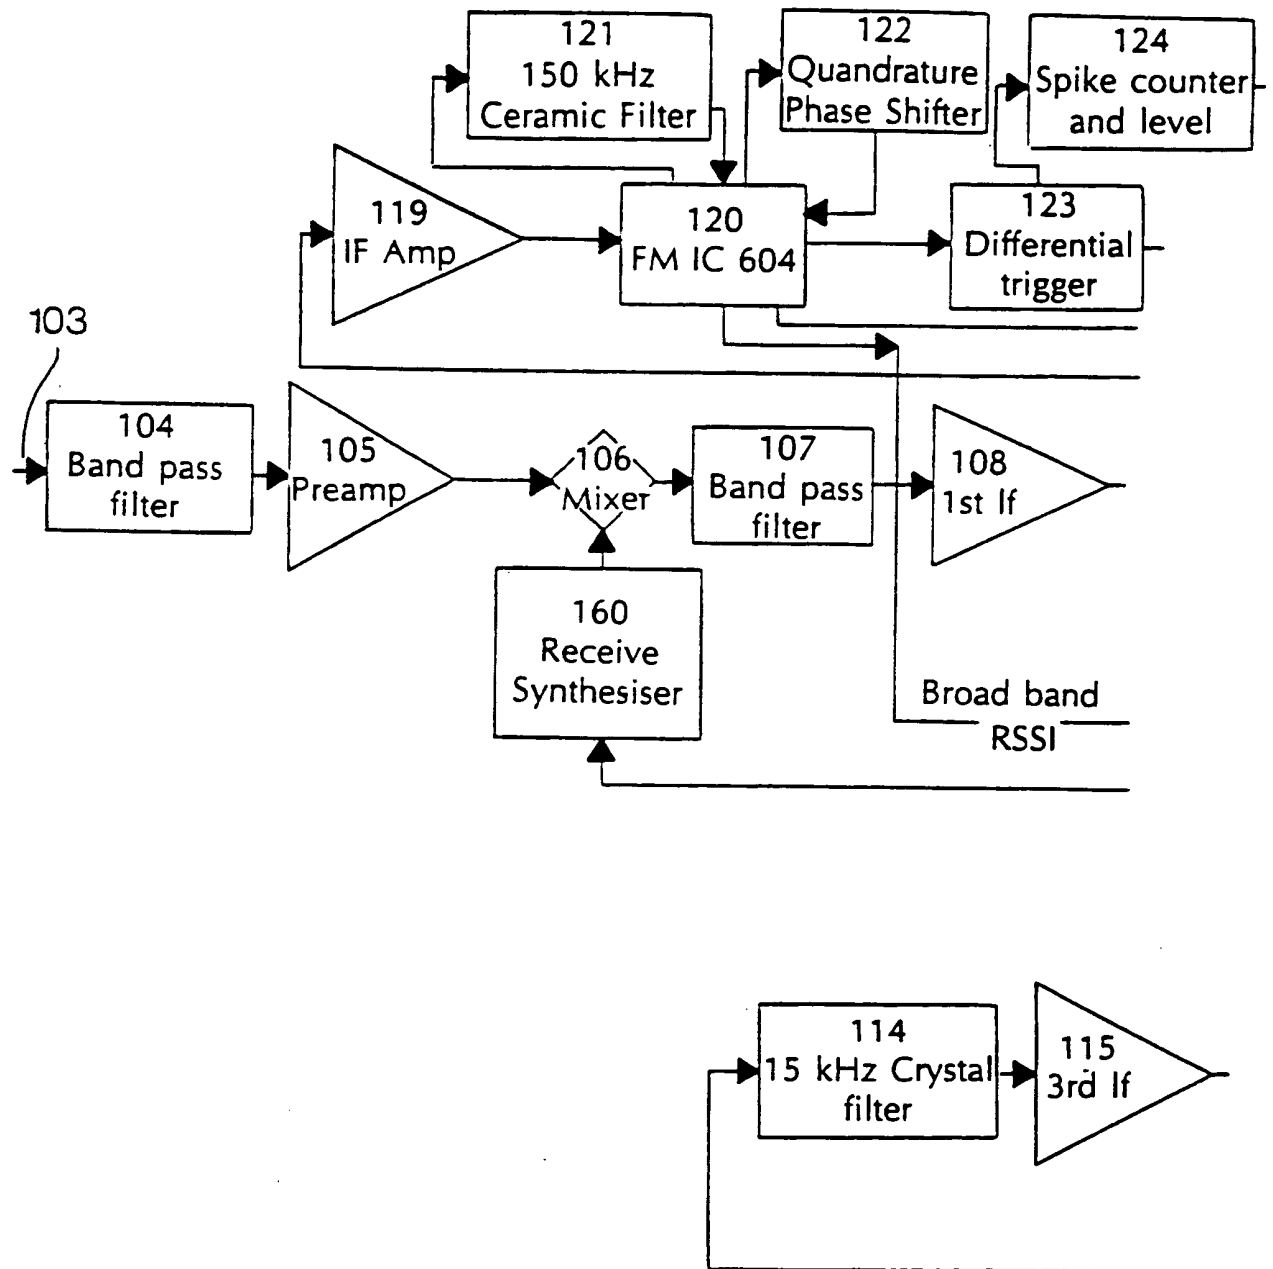 121
150 kHz
Ceramic Filter
122
Quandrature
Phase Shifter
124
Spike counter
and level
119
IF Amp
120
FM IC 604
123
Differential
trigger
103
104
Band pass
filter
105
Preamp
106
Mixer
107
Band pass
filter
108
1st If
160
Receive
Synthesiser
Broad band
RSSI
114
15 kHz Crystal
filter
115
3rd If